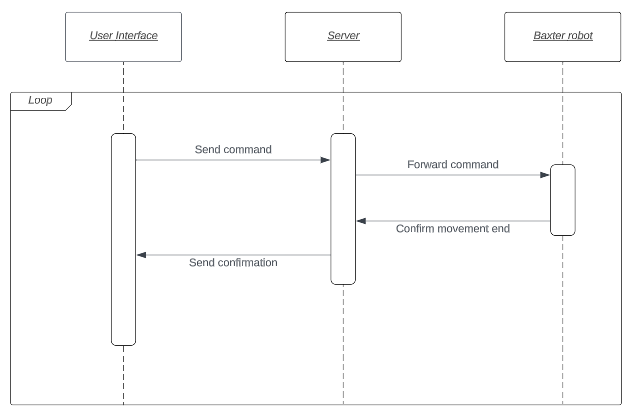 User Interface
Server
Baxter robot
Loop
Send command
Forward command
Confirm movement end
Send confirmation